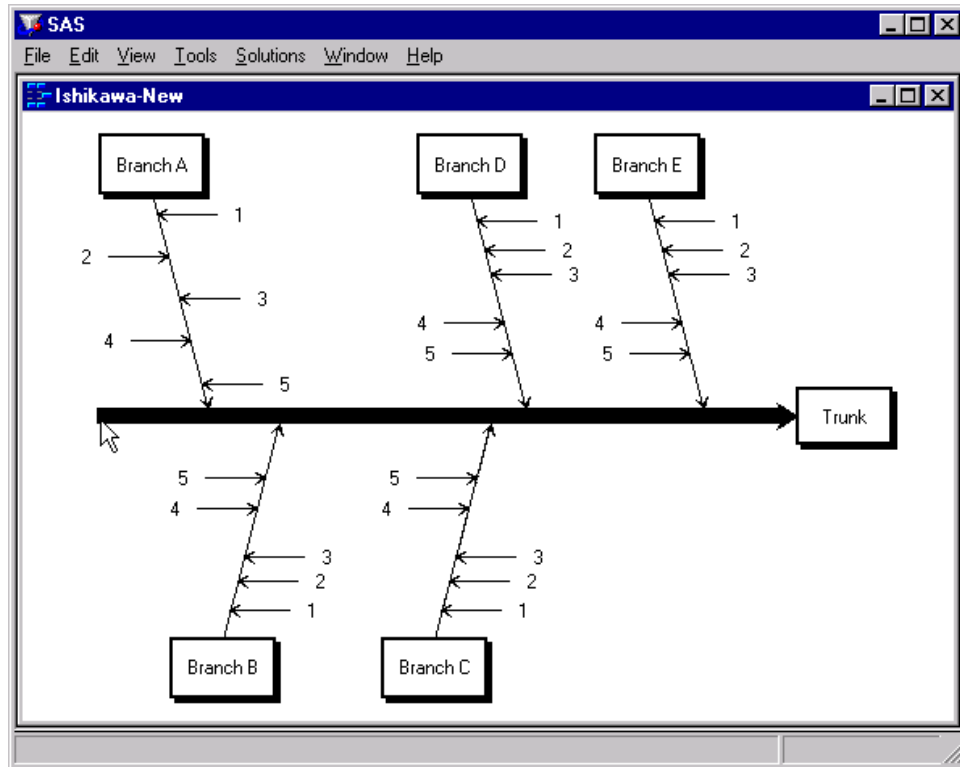 SAS
File Edit View Tools Solutions Window Help
Ishikawa-New
Branch A Branch D Branch E
1 1 1
2 2 2
3 3 3
4 4 4
5 5 5
Trunk
5 5
4 4
3 3
2 2
1 1
Branch B Branch C